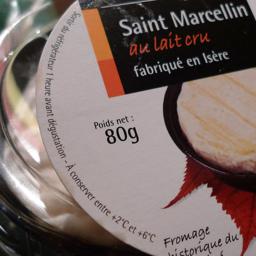 Saint Marcellin
au lait cru
fabriqué en Isère
Poids net :
80g
Sortir du réfrigérateur 1 heure avant dégustation - À conserver entre +2°C et +6°C
Fromage
historique du